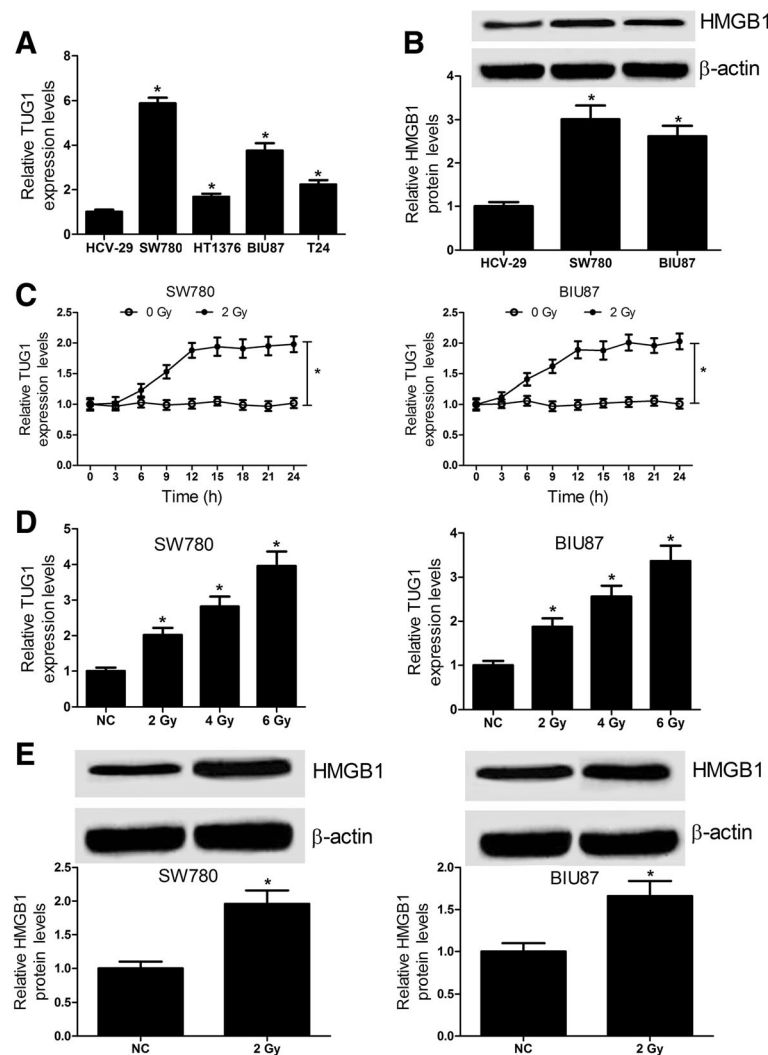 A
Relative TUG1
expression levels
8
6
4
2
0
* * * *
HCV-29 SW780 HT1376 BIU87 T24
B
HMGB1
β-actin
Relative HMGB1
protein levels
4
3
2
1
0
* *
HCV-29 SW780 BIU87
C
SW780
0 Gy 2 Gy
Relative TUG1
expression levels
2.5
2.0
1.5
1.0
0.5
0.0
*
0 3 6 9 12 15 18 21 24
Time (h)
BIU87
0 Gy 2 Gy
Relative TUG1
expression levels
2.5
2.0
1.5
1.0
0.5
0.0
*
0 3 6 9 12 15 18 21 24
Time (h)
D
SW780
Relative TUG1
expression levels
5
4
3
2
1
0
* * *
NC 2 Gy 4 Gy 6 Gy
BIU87
Relative TUG1
expression levels
4
3
2
1
0
* * *
NC 2 Gy 4 Gy 6 Gy
E
HMGB1
β-actin
SW780
Relative HMGB1
protein levels
2.5
2.0
1.5
1.0
0.5
0.0
*
NC 2 Gy
HMGB1
β-actin
BIU87
Relative HMGB1
protein levels
2.0
1.5
1.0
0.5
0.0
*
NC 2 Gy